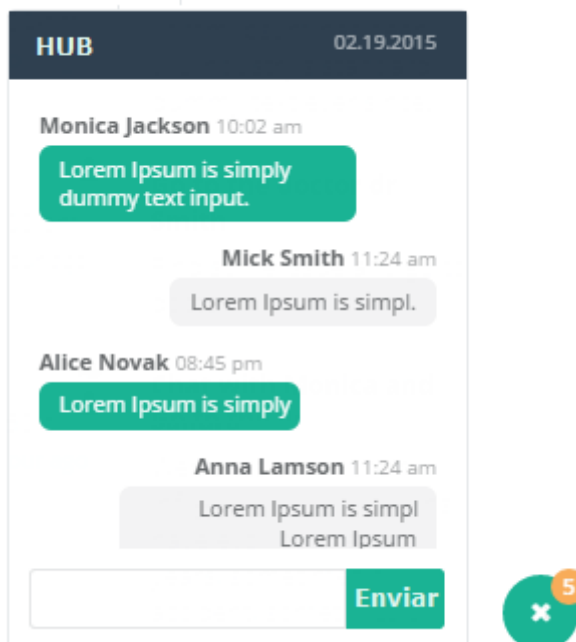 HUB 02.19.2015
Monica Jackson 10:02 am
Lorem Ipsum is simply
dummy text input.
Mick Smith 11:24 am
Lorem Ipsum is simpl.
Alice Novak 08:45 pm
Lorem Ipsum is simply
Anna Lamson 11:24 am
Lorem Ipsum is simpl
Lorem Ipsum
Enviar
5